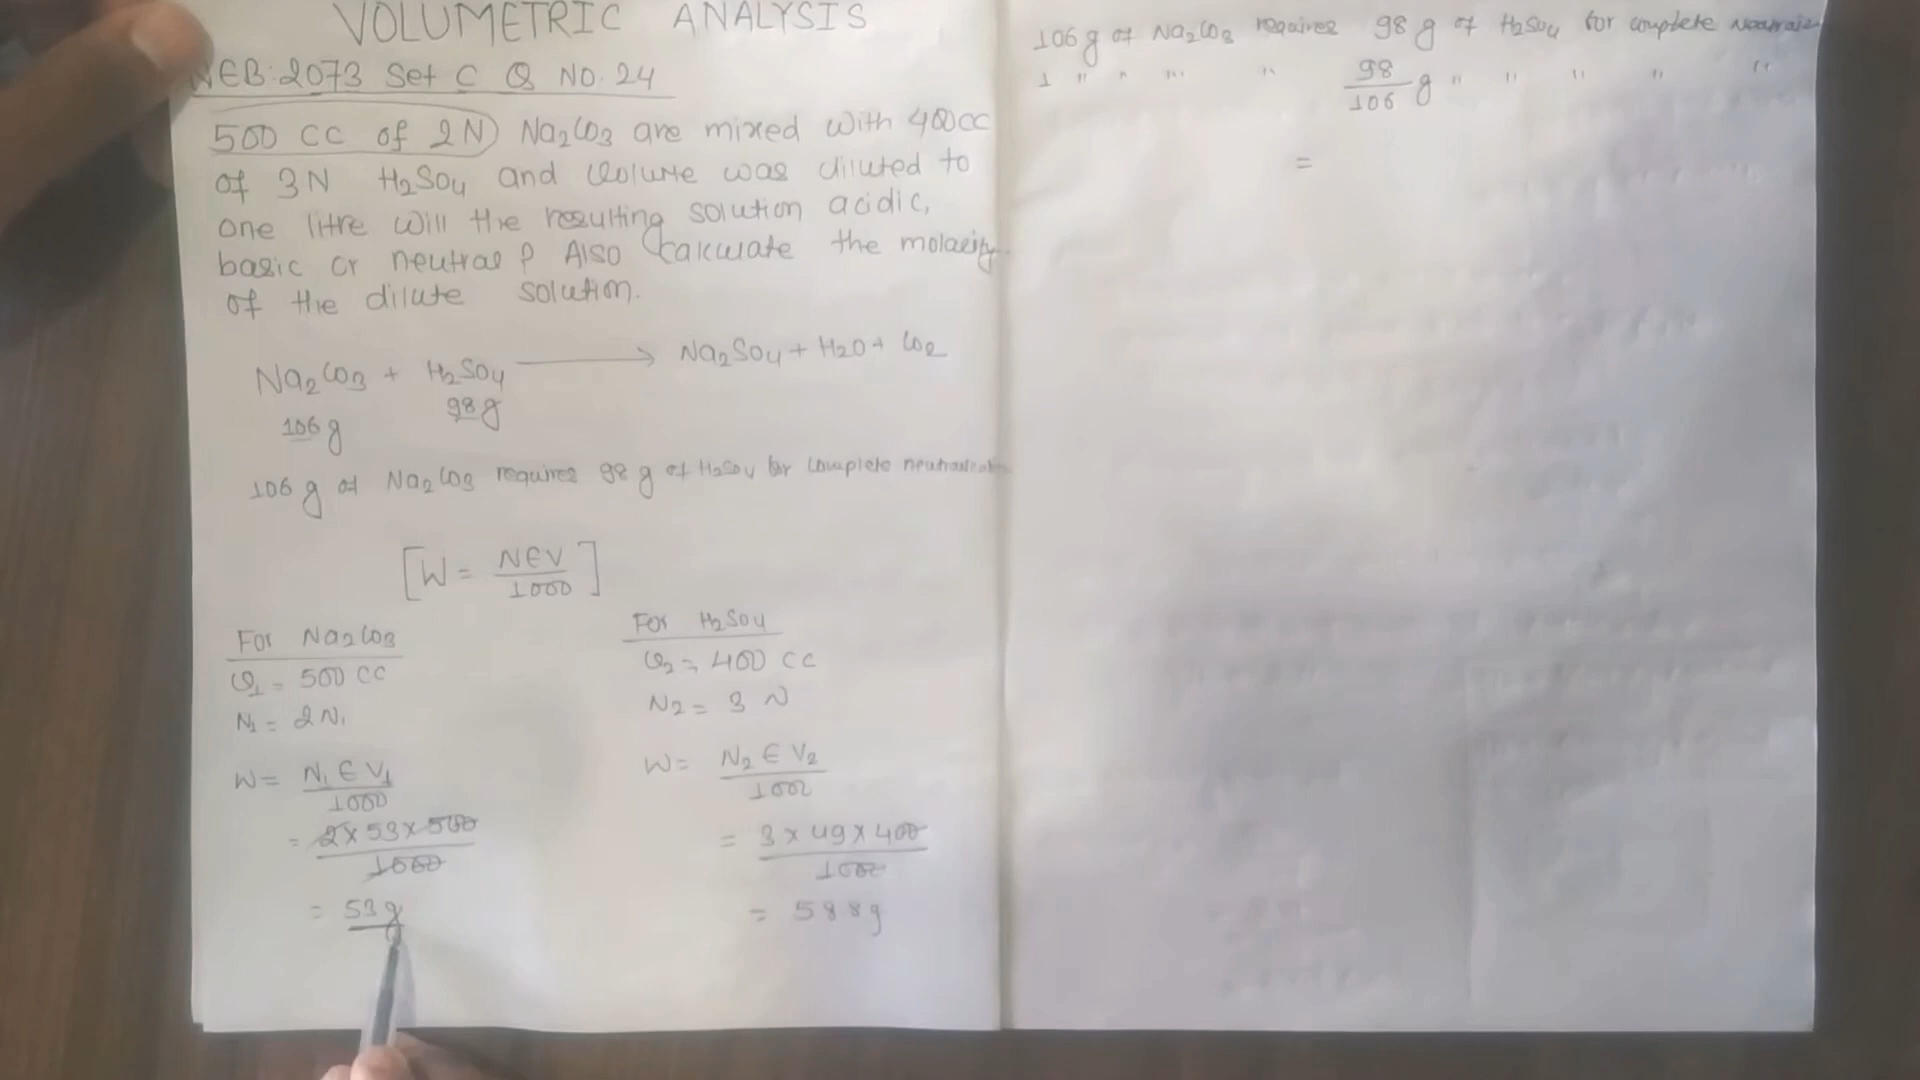 VOLUMETRIC ANALYSIS
NEB:2073 Set C Q NO.24
500 CC of 2N Na2CO3 are mixed with 400CC
of 3N H2SO4 and volume was diluted to
one litre will the resulting solution acidic,
basic or neutral? Also calculate the molarity
of the dilute solution.
Na2CO3 + H2SO4 → Na2SO4 + H2O + CO2
106 g 98 g
106 g of Na2CO3 requires 98 g of H2SO4 for complete neutralization
[W = NEV/1000]
For Na2CO3
V1 = 500 CC
N1 = 2N1
W = N1 E V1/1000
= 2 x 53 x 500/1000
= 53g
For H2SO4
V2 = 400 CC
N2 = 3 N
W = N2 E V2/1000
= 3 x 49 x 400/1000
= 588g
106 g of Na2CO3 requires 98 g of H2SO4 for complete
1 " " " " 98/106 g " " " " "
=